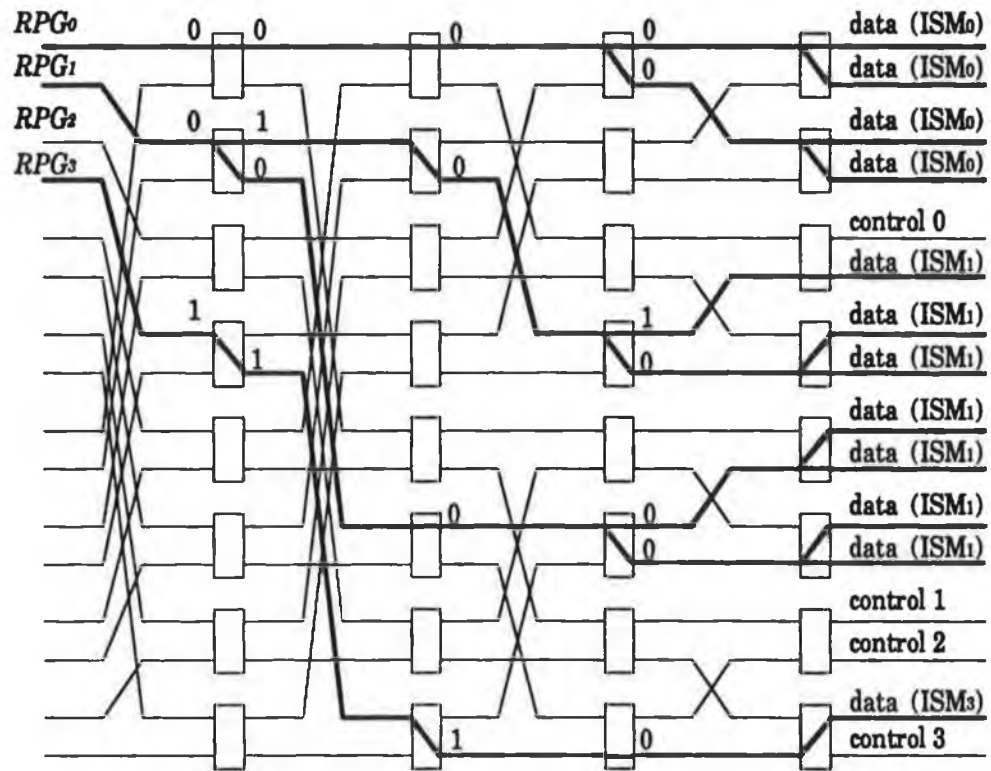 RPG₀ 0 0 0 0 data (ISM₀)
RPG₁ 0 data (ISM₀)
RPG₂ 0 1 data (ISM₀)
RPG₃ 0 0 data (ISM₀)
control 0
data (ISM₁)
1 1 data (ISM₁)
1 0 data (ISM₁)
data (ISM₁)
data (ISM₁)
0 0 data (ISM₁)
0 data (ISM₁)
control 1
control 2
data (ISM₃)
1 0 control 3